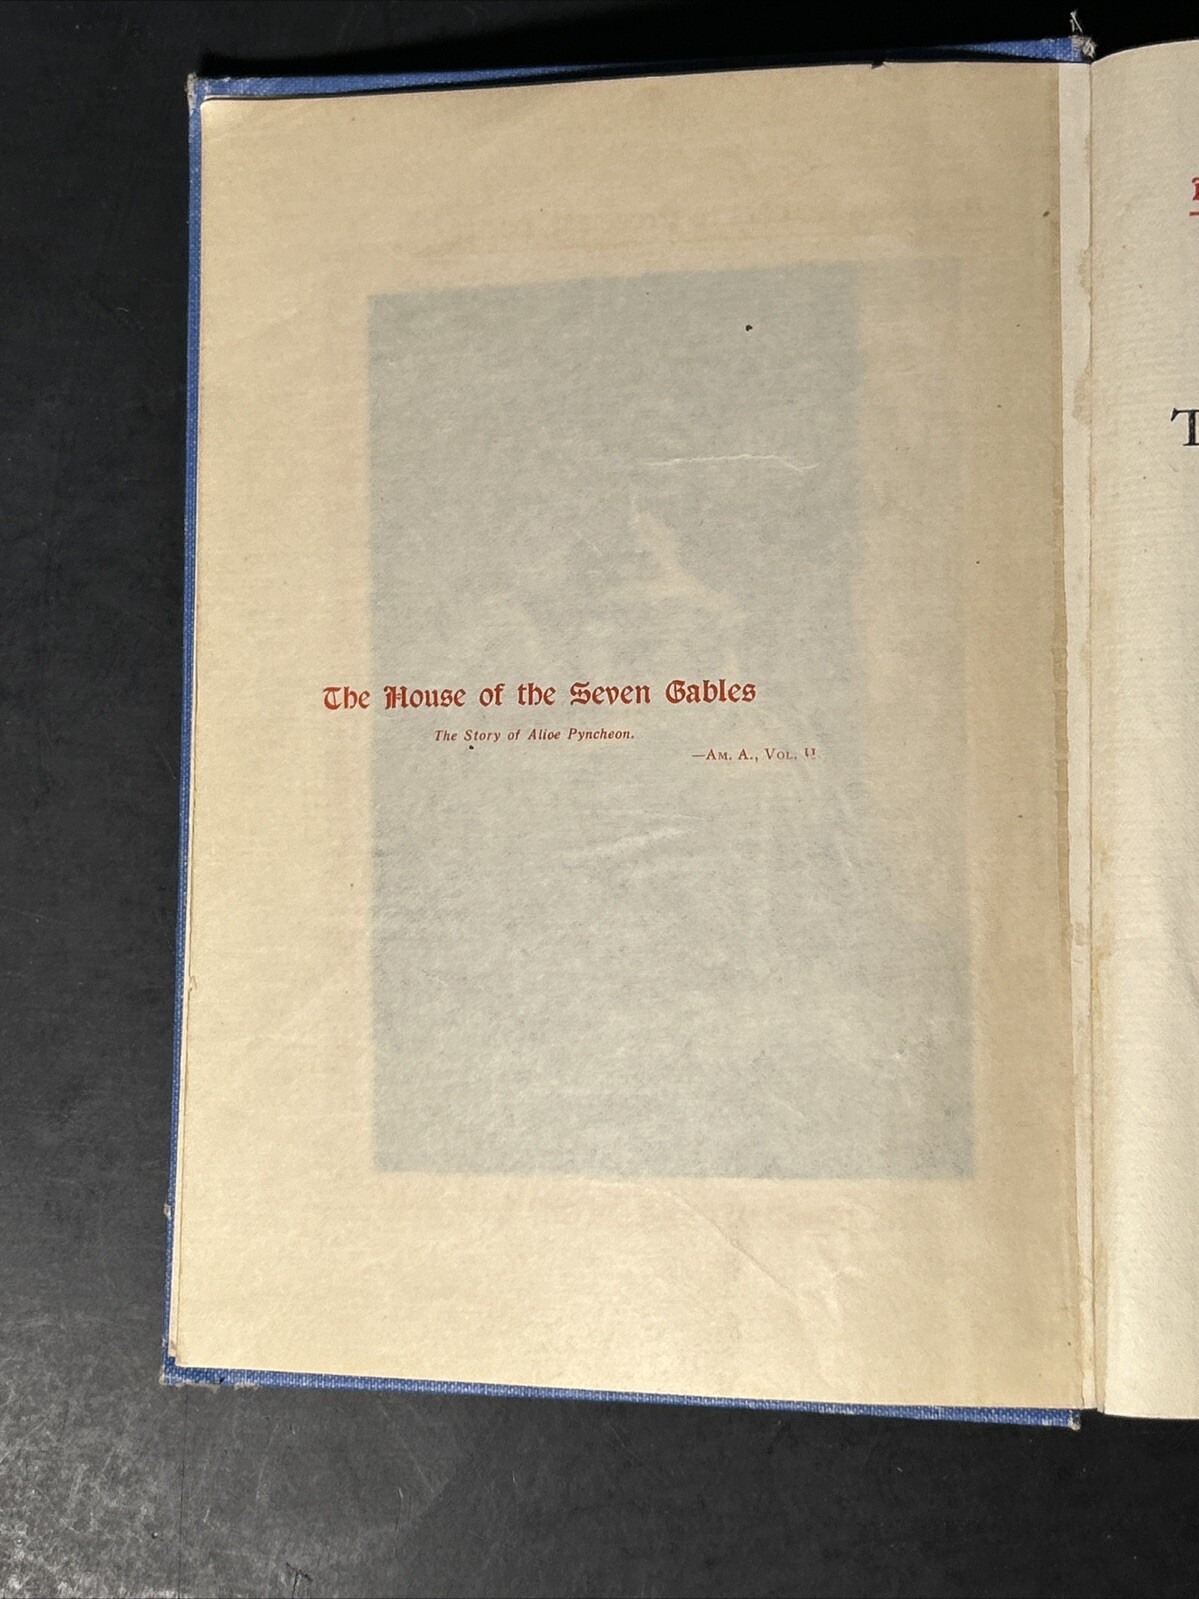 The House of the Seven Gables
The Story of Alice Pyncheon.
—Am. A., Vol. II
T